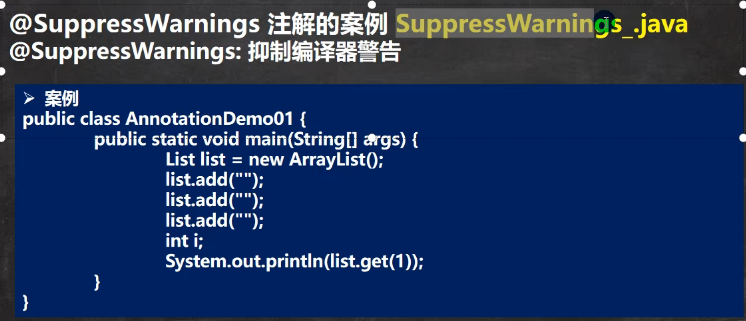 @SuppressWarnings 注解的案例 SuppressWarnings_.java
@SuppressWarnings: 抑制编译器警告
➢ 案例
public class AnnotationDemo01 {
public static void main(String[] args) {
List list = new ArrayList();
list.add("");
list.add("");
list.add("");
int i;
System.out.println(list.get(1));
}
}